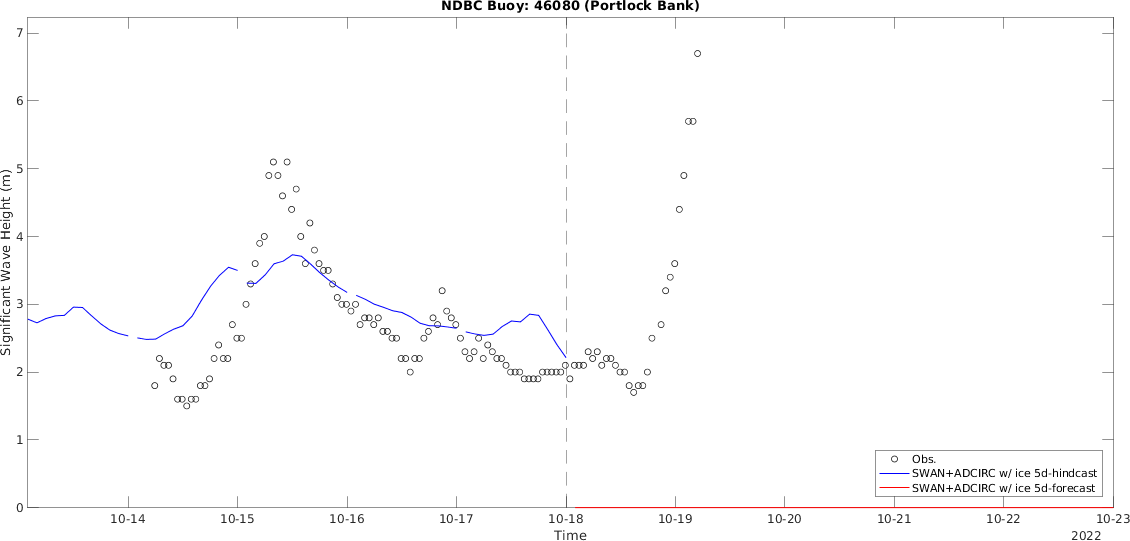 NDBC Buoy: 46080 (Portlock Bank)
7
6
5
4
3
2
1
0
Significant Wave Height (m)
10-14 10-15 10-16 10-17 10-18 10-19 10-20 10-21 10-22 10-23
Time
2022
Obs.
SWAN+ADCIRC w/ ice 5d-hindcast
SWAN+ADCIRC w/ ice 5d-forecast